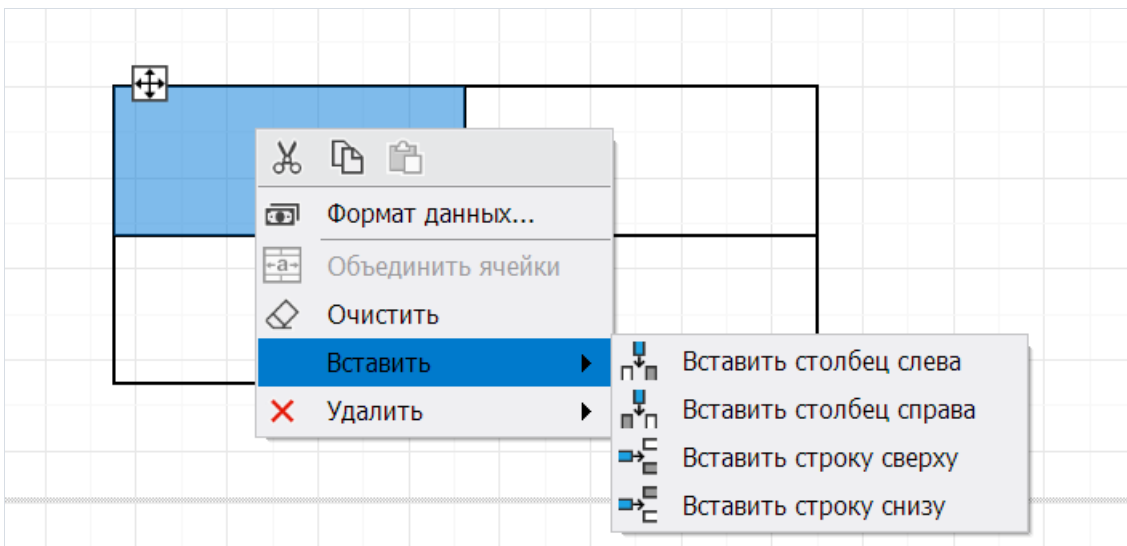 Формат данных...
Объединить ячейки
Очистить
Вставить
Удалить
Вставить столбец слева
Вставить столбец справа
Вставить строку сверху
Вставить строку снизу